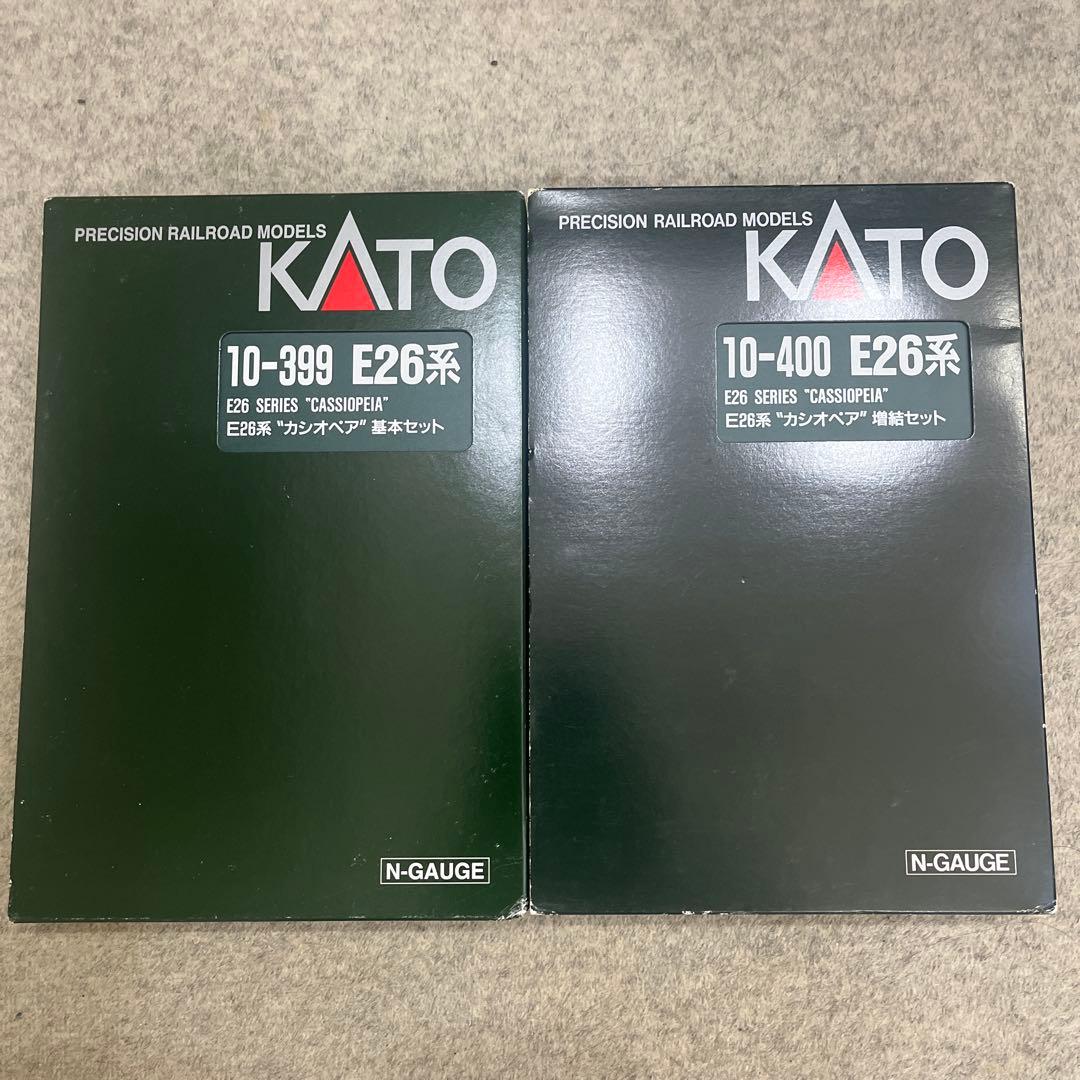 PRECISION RAILROAD MODELS
KATO
10-399 E26系
E26 SERIES "CASSIOPEIA"
E26系 "カシオペア" 基本セット
N-GAUGE
PRECISION RAILROAD MODELS
KATO
10-400 E26系
E26 SERIES "CASSIOPEIA"
E26系 "カシオペア" 増結セット
N-GAUGE